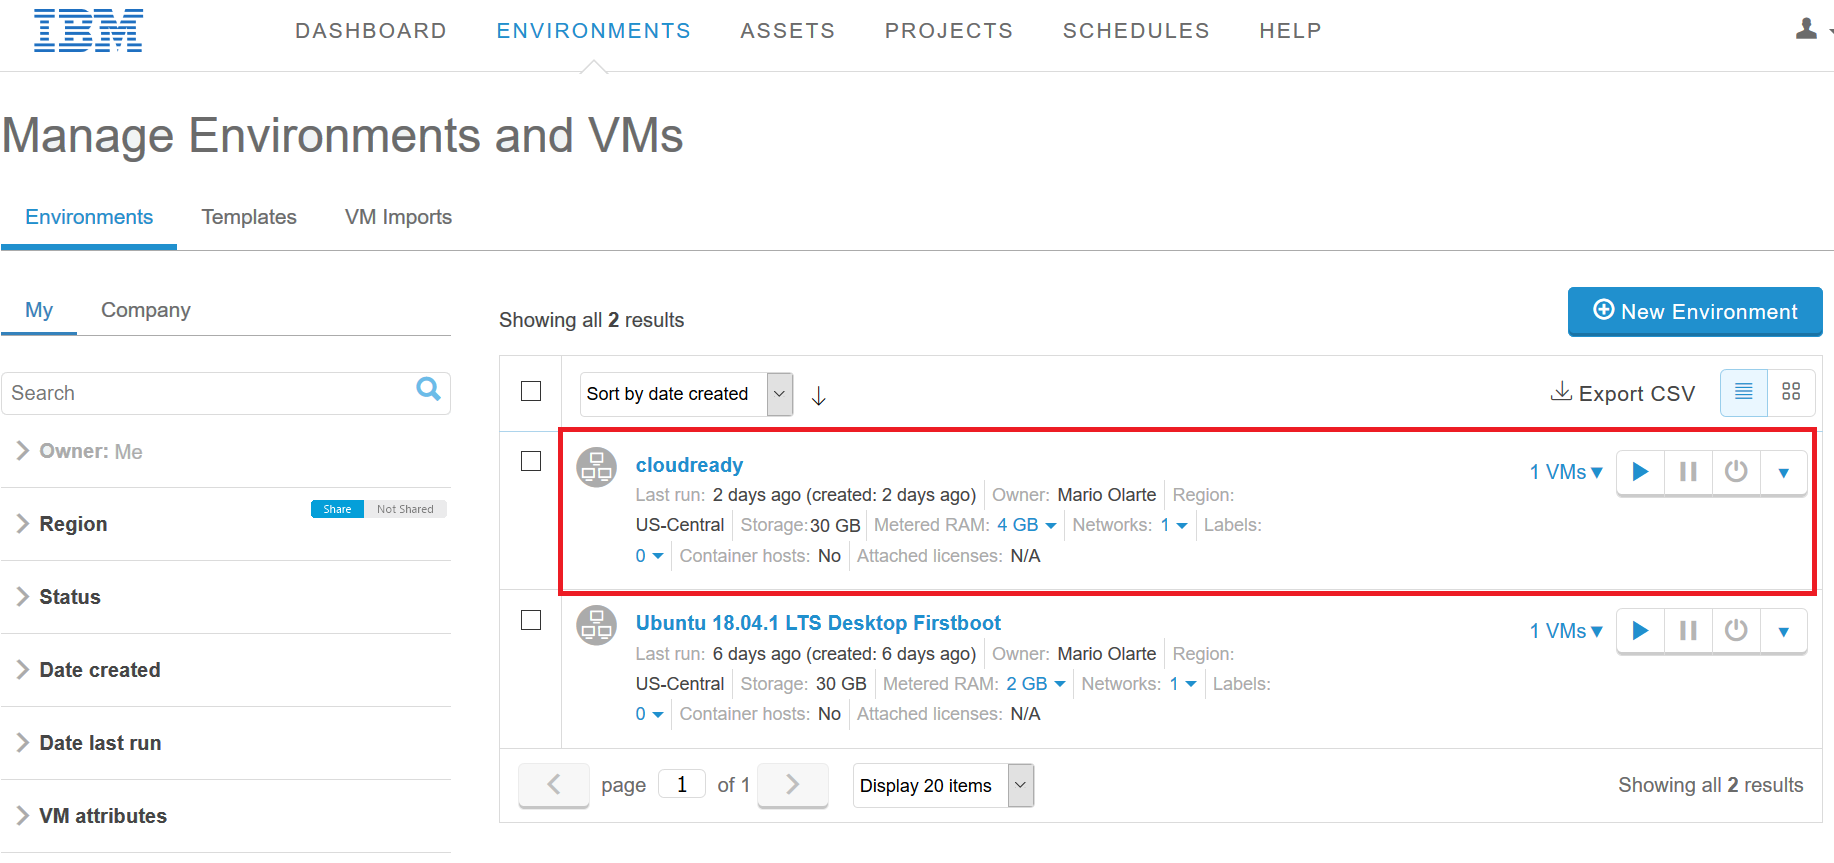 IBM
DASHBOARD ENVIRONMENTS ASSETS PROJECTS SCHEDULES HELP
Manage Environments and VMs
Environments Templates VM Imports
My Company
Showing all 2 results
New Environment
Search
Sort by date created
Export CSV
Owner: Me
Region
Share Not Shared
Status
Date created
Date last run
VM attributes
cloudready
1 VMs
Last run: 2 days ago (created: 2 days ago) Owner: Mario Olarte Region:
US-Central Storage: 30 GB Metered RAM: 4 GB Networks: 1 Labels:
0 Container hosts: No Attached licenses: N/A
Ubuntu 18.04.1 LTS Desktop Firstboot
1 VMs
Last run: 6 days ago (created: 6 days ago) Owner: Mario Olarte Region:
US-Central Storage: 30 GB Metered RAM: 2 GB Networks: 1 Labels:
0 Container hosts: No Attached licenses: N/A
page 1 of 1 Display 20 items Showing all 2 results